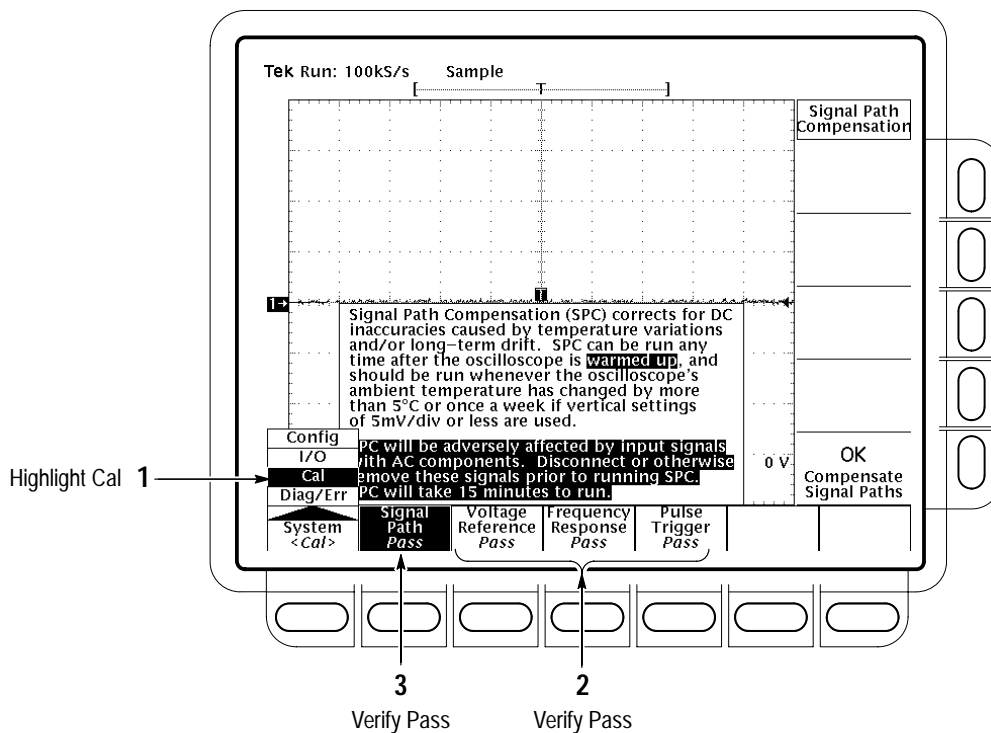 Tek Run: 100kS/s Sample
[ T ]
Signal Path
Compensation
T
1→
Signal Path Compensation (SPC) corrects for DC
inaccuracies caused by temperature variations
and/or long-term drift. SPC can be run any
time after the oscilloscope is warmed up, and
should be run whenever the oscilloscope's
ambient temperature has changed by more
than 5°C or once a week if vertical settings
of 5mV/div or less are used.
PC will be adversely affected by input signals
ith AC components. Disconnect or otherwise
emove these signals prior to running SPC.
PC will take 15 minutes to run.
0 V
OK
Compensate
Signal Paths
Config
I/O
Cal
Diag/Err
Highlight Cal 1
System
<Cal>
Signal
Path
Pass
Voltage
Reference
Pass
Frequency
Response
Pass
Pulse
Trigger
Pass
3
Verify Pass
2
Verify Pass